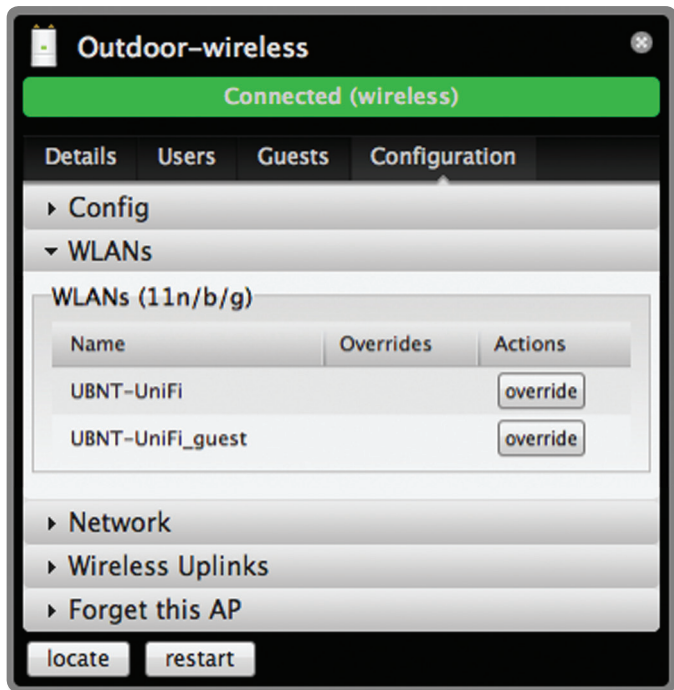 Outdoor-wireless
Connected (wireless)
Details Users Guests Configuration
Config
WLANs
WLANs (11n/b/g)
Name Overrides Actions
UBNT-UniFi override
UBNT-UniFi_guest override
Network
Wireless Uplinks
Forget this AP
locate restart